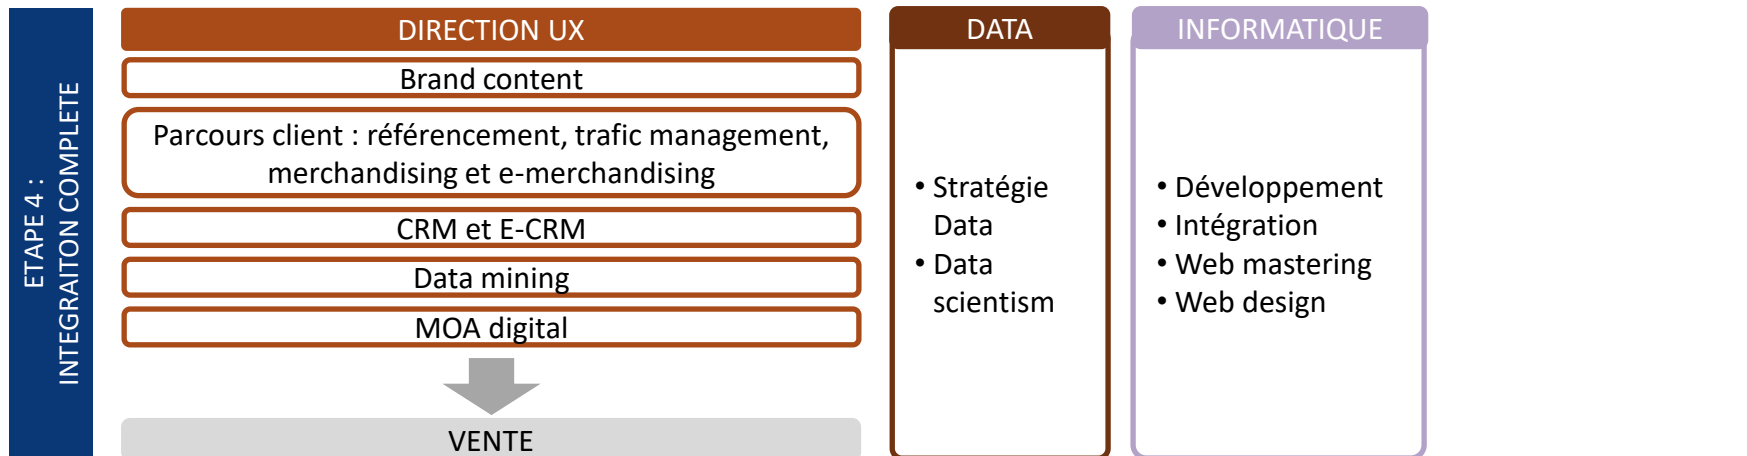 ETAPE 4 :
INTEGRAITON COMPLETE
DIRECTION UX
Brand content
Parcours client : référencement, trafic management,
merchandising et e-merchandising
CRM et E-CRM
Data mining
MOA digital
VENTE
DATA
• Stratégie
Data
• Data
scientism
INFORMATIQUE
• Développement
• Intégration
• Web mastering
• Web design